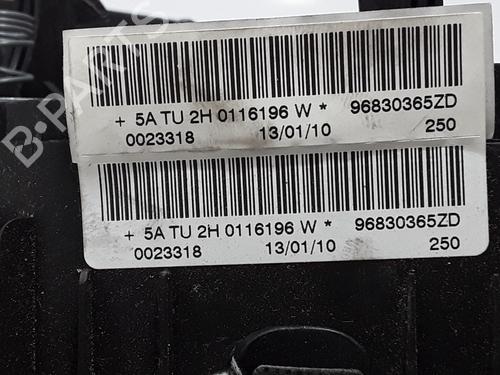 + 5A TU 2H 0116196 W * 96830365ZD
0023318 13/01/10 250
+ 5A TU 2H 0116196 W * 96830365ZD
0023318 13/01/10 250
B-PARTS